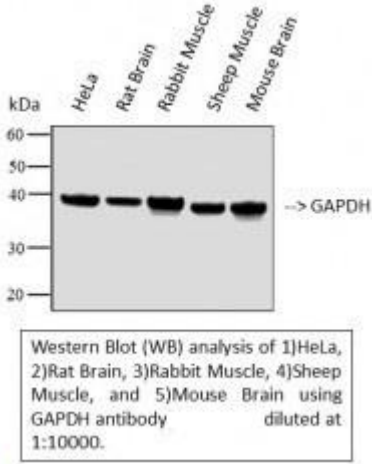 HeLa
Rat Brain
Rabbit Muscle
Sheep Muscle
Mouse Brain
kDa
60
50
40
--> GAPDH
30
20
Western Blot (WB) analysis of 1)HeLa,
2)Rat Brain, 3)Rabbit Muscle, 4)Sheep
Muscle, and 5)Mouse Brain using
GAPDH antibody diluted at
1:10000.